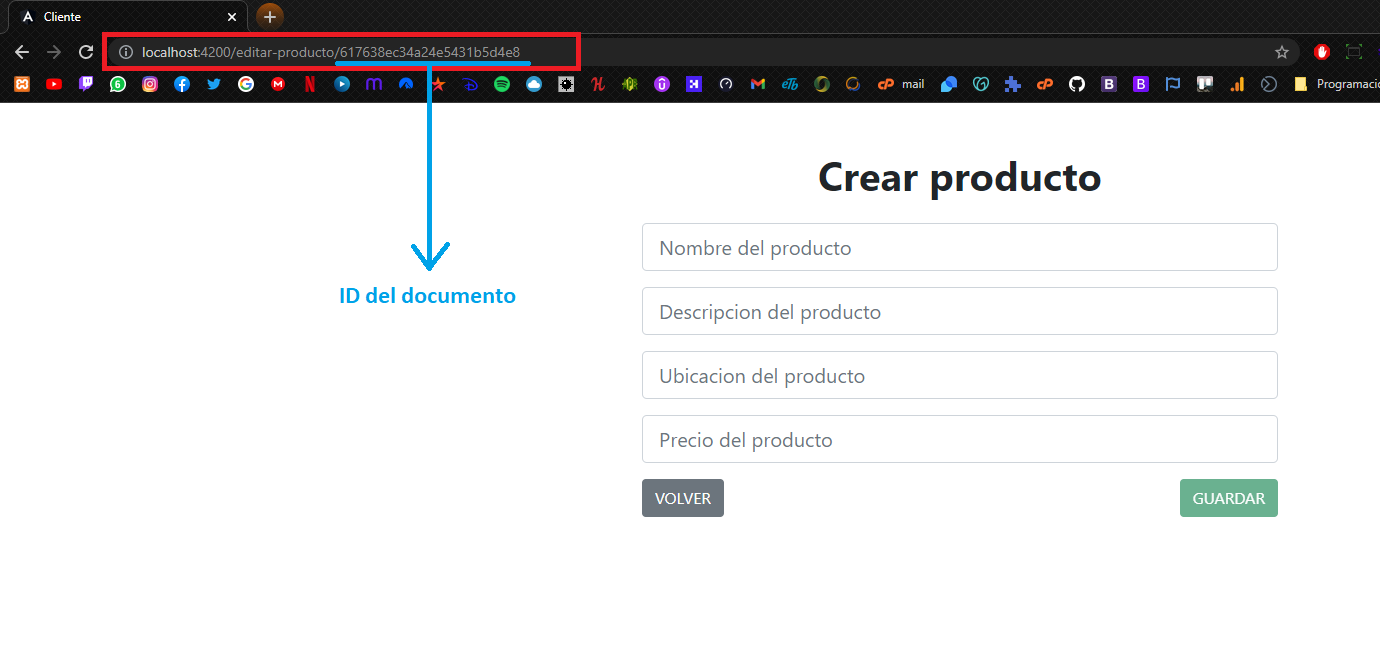 Cliente
localhost:4200/editar-producto/617638ec34a24e5431b5d4e8
mail
Programacio
Crear producto
Nombre del producto
Descripcion del producto
ID del documento
Ubicacion del producto
Precio del producto
VOLVER
GUARDAR